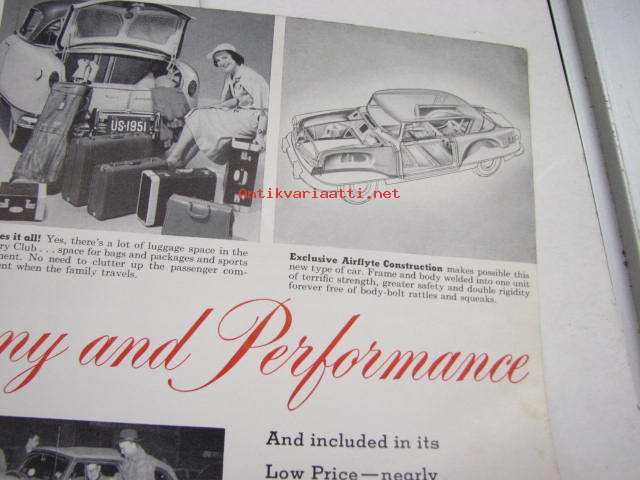 US·1951
Antikvariaatti.net
es it all! Yes, there's a lot of luggage space in the
ry Club . . . space for bags and packages and sports
ment. No need to clutter up the passenger com-
ent when the family travels.
Exclusive Airflyte Construction makes possible this
new type of car. Frame and body welded into one unit
of terrific strength, greater safety and double rigidity
forever free of body-bolt rattles and squeaks.
ny and Performance
And included in its
Low Price—nearly